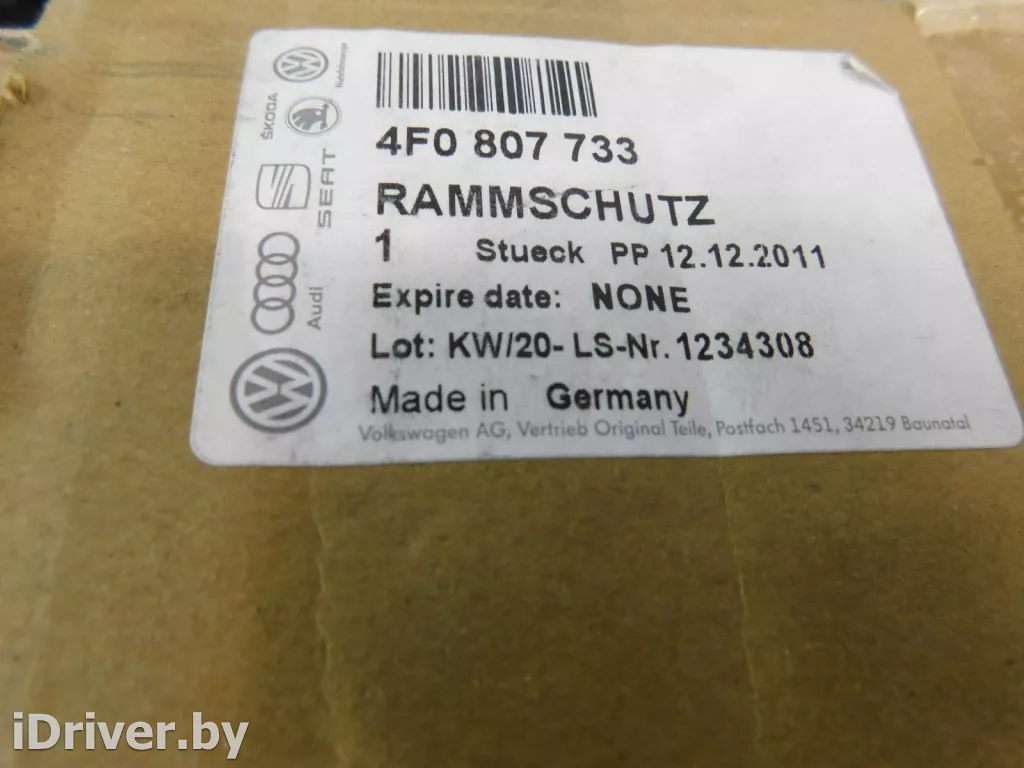 4F0 807 733
RAMMSCHUTZ
1 Stueck PP 12.12.2011
Expire date: NONE
Lot: KW/20- LS-Nr. 1234308
Made in Germany
Volkswagen AG, Vertrieb Original Teile, Postfach 1451, 34219 Baunatal
Nutzfahrzeuge
ŠKODA
SEAT
Audi
iDriver.by